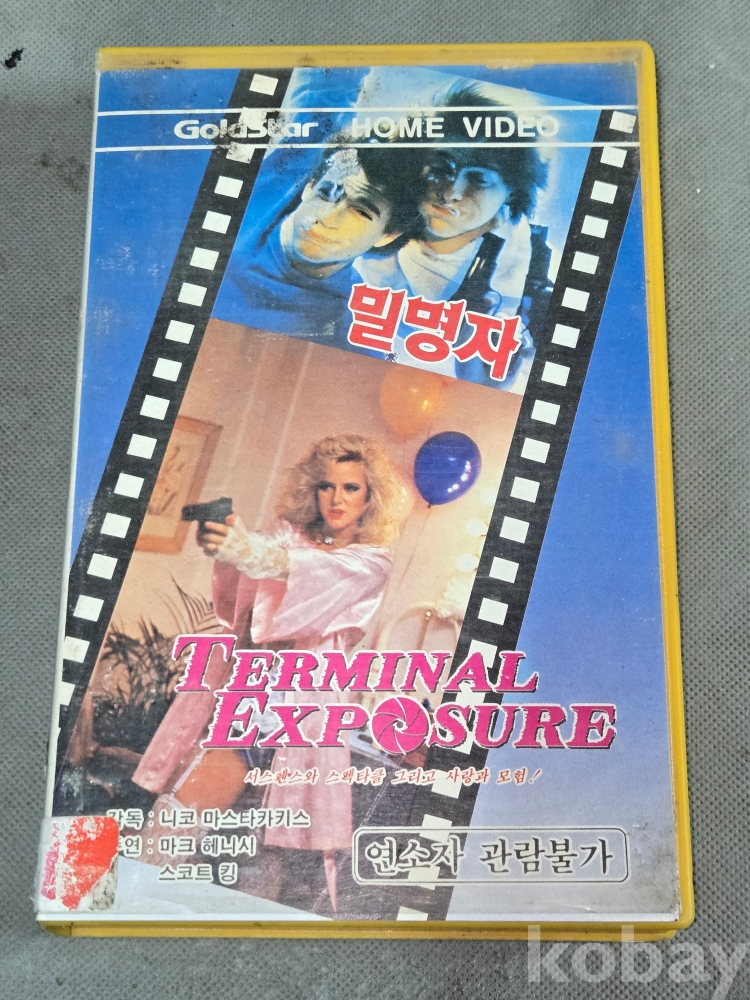 GoldStar HOME VIDEO
밀명자
TERMINAL
EXPOSURE
서스펜스와 스펙타클 그리고 사랑과 모험!
감독 : 니코 마스타카키스
주연 : 마크 헤니시
스코트 킹
연소자 관람불가
kobay